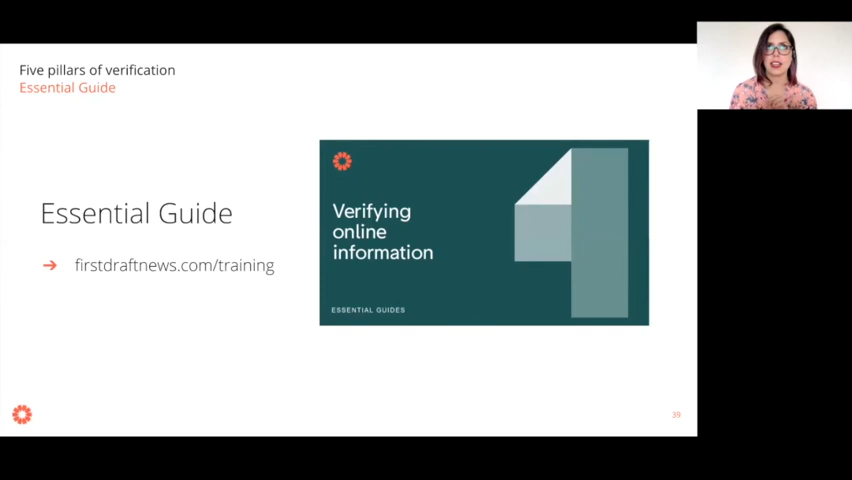 Five pillars of verification
Essential Guide
Essential Guide
➔ firstdraftnews.com/training
Verifying
online
information
ESSENTIAL GUIDES
39